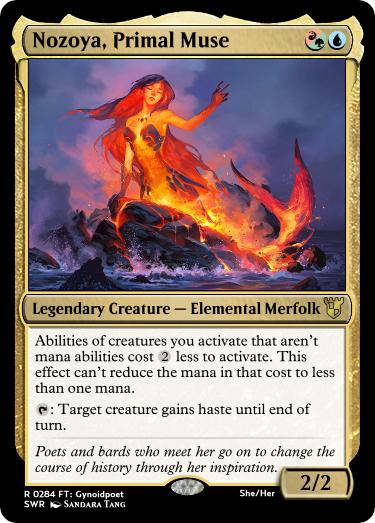 Nozoya, Primal Muse
Legendary Creature — Elemental Merfolk
Abilities of creatures you activate that aren't
mana abilities cost 2 less to activate. This
effect can't reduce the mana in that cost to less
than one mana.
: Target creature gains haste until end of
turn.
Poets and bards who meet her go on to change the
course of history through her inspiration.
2/2
R 0284 FT: Gynoidpoet
She/Her
SWR Sandara Tang